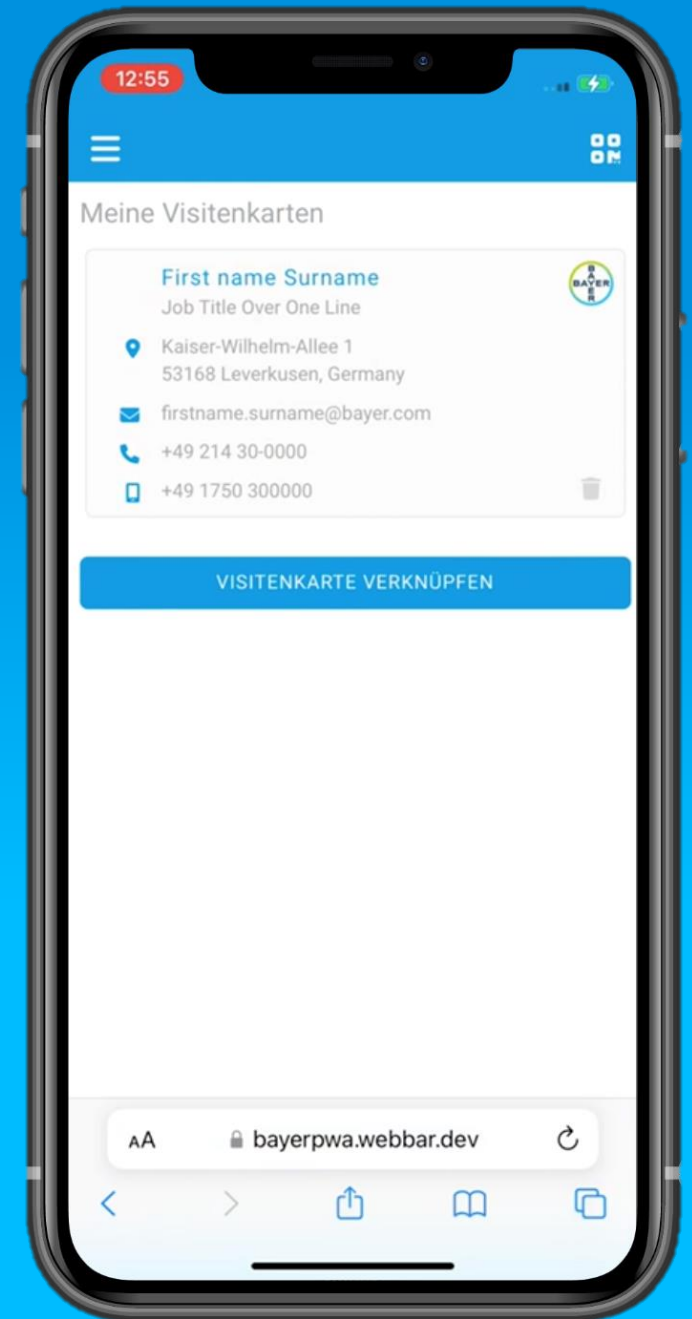 12:55
Meine Visitenkarten
First name Surname
Job Title Over One Line
BAYER
BAYER
Kaiser-Wilhelm-Allee 1
53168 Leverkusen, Germany
firstname.surname@bayer.com
+49 214 30-0000
+49 1750 300000
VISITENKARTE VERKNÜPFEN
AA
bayerpwa.webbar.dev